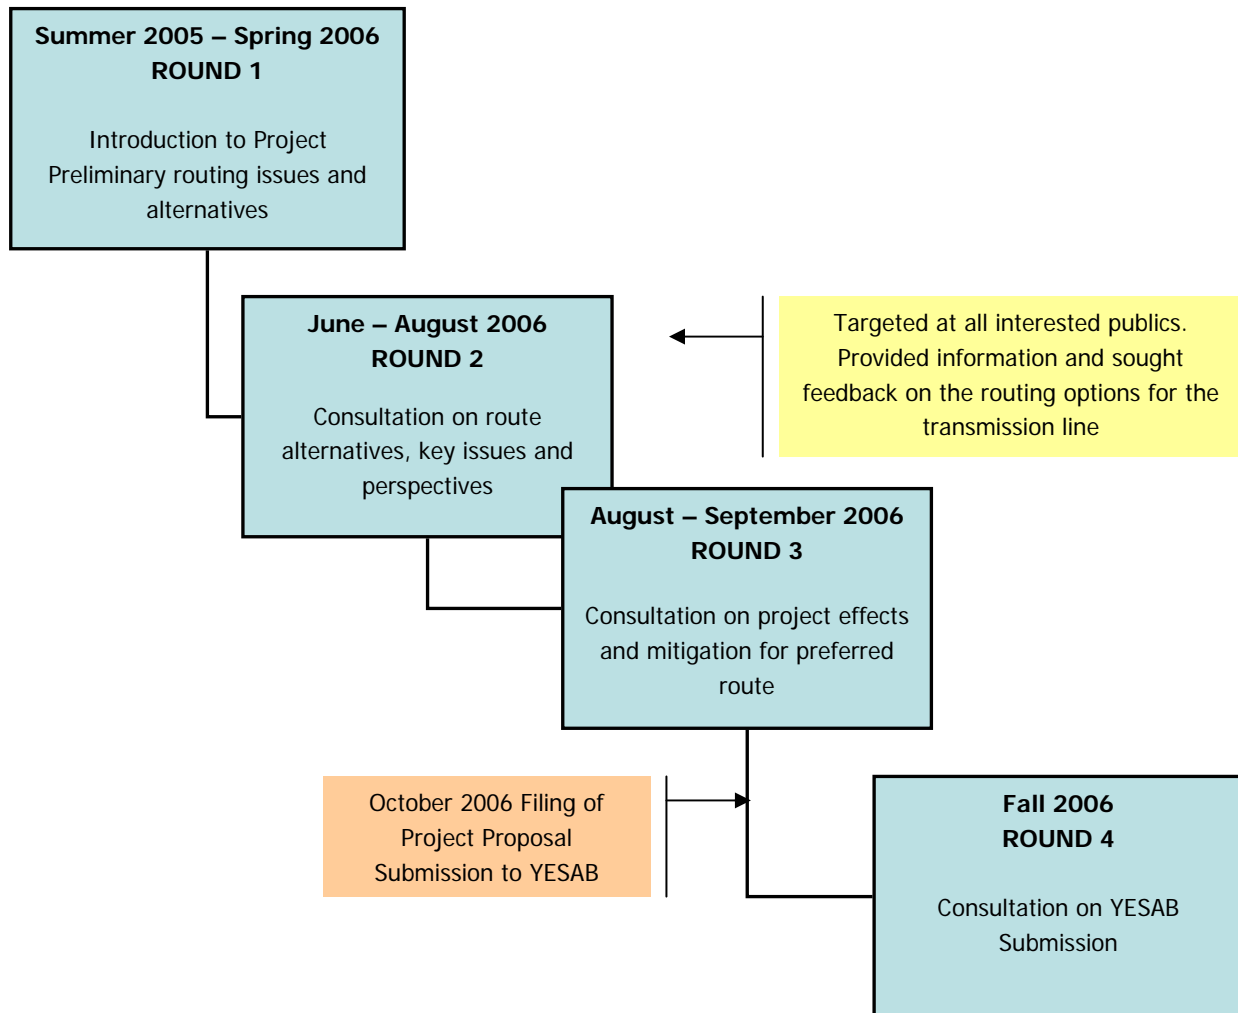 Summer 2005 – Spring 2006
ROUND 1
Introduction to Project
Preliminary routing issues and
alternatives
June – August 2006
ROUND 2
Consultation on route
alternatives, key issues and
perspectives
Targeted at all interested publics.
Provided information and sought
feedback on the routing options for the
transmission line
August – September 2006
ROUND 3
Consultation on project effects
and mitigation for preferred
route
October 2006 Filing of
Project Proposal
Submission to YESAB
Fall 2006
ROUND 4
Consultation on YESAB
Submission